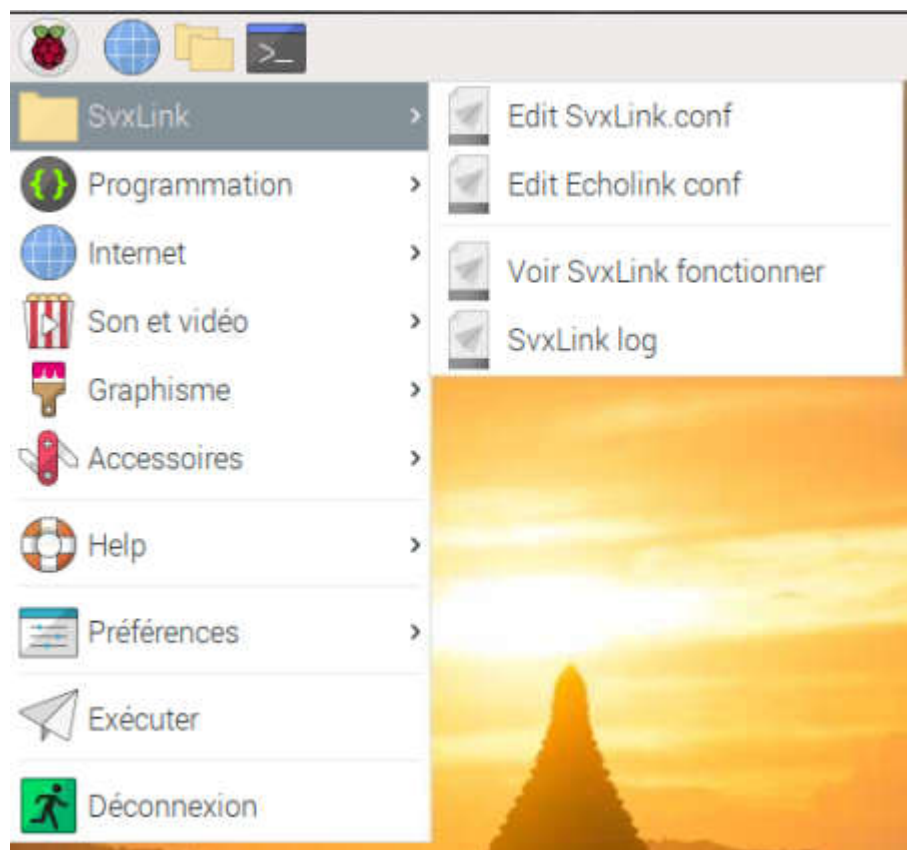 >_
SvxLink
Programmation
Internet
Son et vidéo
Graphisme
Accessoires
Help
Préférences
Exécuter
Déconnexion
Edit SvxLink.conf
Edit Echolink conf
Voir SvxLink fonctionner
SvxLink log